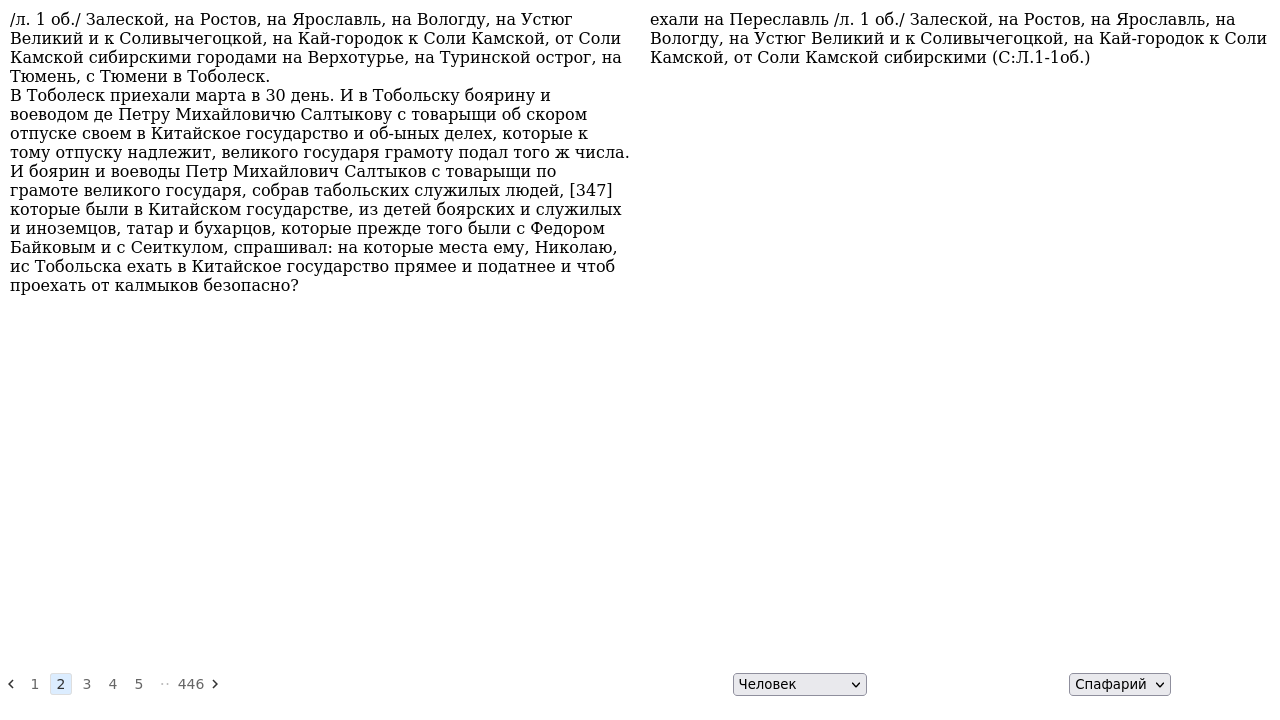 /л. 1 об./ Залеской, на Ростов, на Ярославль, на Вологду, на Устюг
Великий и к Соливычегоцкой, на Кай-городок к Соли Камской, от Соли
Камской сибирскими городами на Верхотурье, на Туринской острог, на
Тюмень, с Тюмени в Тоболеск.
В Тоболеск приехали марта в 30 день. И в Тобольску боярину и
воеводом де Петру Михайловичю Салтыкову с товарыщи об скором
отпуске своем в Китайское государство и об-ыных делех, которые к
тому отпуску надлежит, великого государя грамоту подал того ж числа.
И боярин и воеводы Петр Михайлович Салтыков с товарыщи по
грамоте великого государя, собрав табольских служилых людей, [347]
которые были в Китайском государстве, из детей боярских и служилых
и иноземцов, татар и бухарцов, которые прежде того были с Федором
Байковым и с Сеиткулом, спрашивал: на которые места ему, Николаю,
ис Тобольска ехать в Китайское государство прямее и податнее и чтоб
проехать от калмыков безопасно?
ехали на Переславль /л. 1 об./ Залеской, на Ростов, на Ярославль, на
Вологду, на Устюг Великий и к Соливычегоцкой, на Кай-городок к Соли
Камской, от Соли Камской сибирскими (С:Л.1-1об.)
1 2 3 4 5 ·· 446
Человек
Спафарий